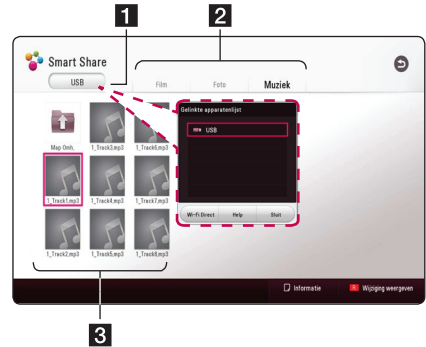 1
2
Smart Share
USB
Film
Foto
Muziek
Gelinkte apparatenlijst
NEW USB
Map Omh.
1_Track3.mp3
1_Track6.mp3
1_Track1.mp3
1_Track4.mp3
1_Track7.mp3
Wi-Fi Direct
Help
Sluit
1_Track2.mp3
1_Track5.mp3
1_Track8.mp3
Informatie
Wijziging weergeven
3